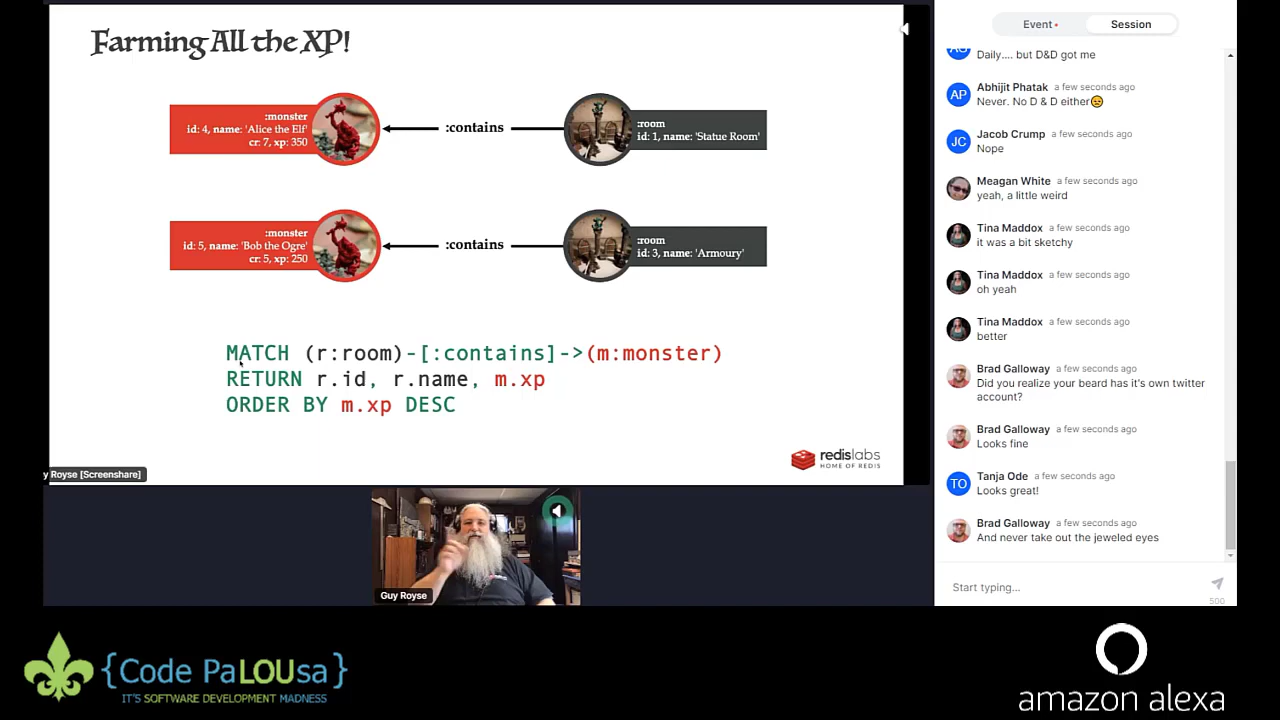 Farming All the XP!
:monster
id: 4, name: 'Alice the Elf'
cr: 7, xp: 350
:contains
:room
id: 1, name: 'Statue Room'
:monster
id: 5, name: 'Bob the Ogre'
cr: 5, xp: 250
:contains
:room
id: 3, name: 'Armoury'
MATCH (r:room)-[:contains]->(m:monster)
RETURN r.id, r.name, m.xp
ORDER BY m.xp DESC
redislabs
HOME OF REDIS
y Royse [Screenshare]
Guy Royse
Event
Session
Daily.... but D&D got me
AP
Abhijit Phatak a few seconds ago
Never. No D & D either😟
JC
Jacob Crump a few seconds ago
Nope
Meagan White a few seconds ago
yeah, a little weird
Tina Maddox a few seconds ago
it was a bit sketchy
Tina Maddox a few seconds ago
oh yeah
Tina Maddox a few seconds ago
better
Brad Galloway a few seconds ago
Did you realize your beard has it's own twitter
account?
Brad Galloway a few seconds ago
Looks fine
TO
Tanja Ode a few seconds ago
Looks great!
Brad Galloway a few seconds ago
And never take out the jeweled eyes
Start typing...
500
{Code PaLOUsa}
IT'S SOFTWARE DEVELOPMENT MADNESS
amazon alexa